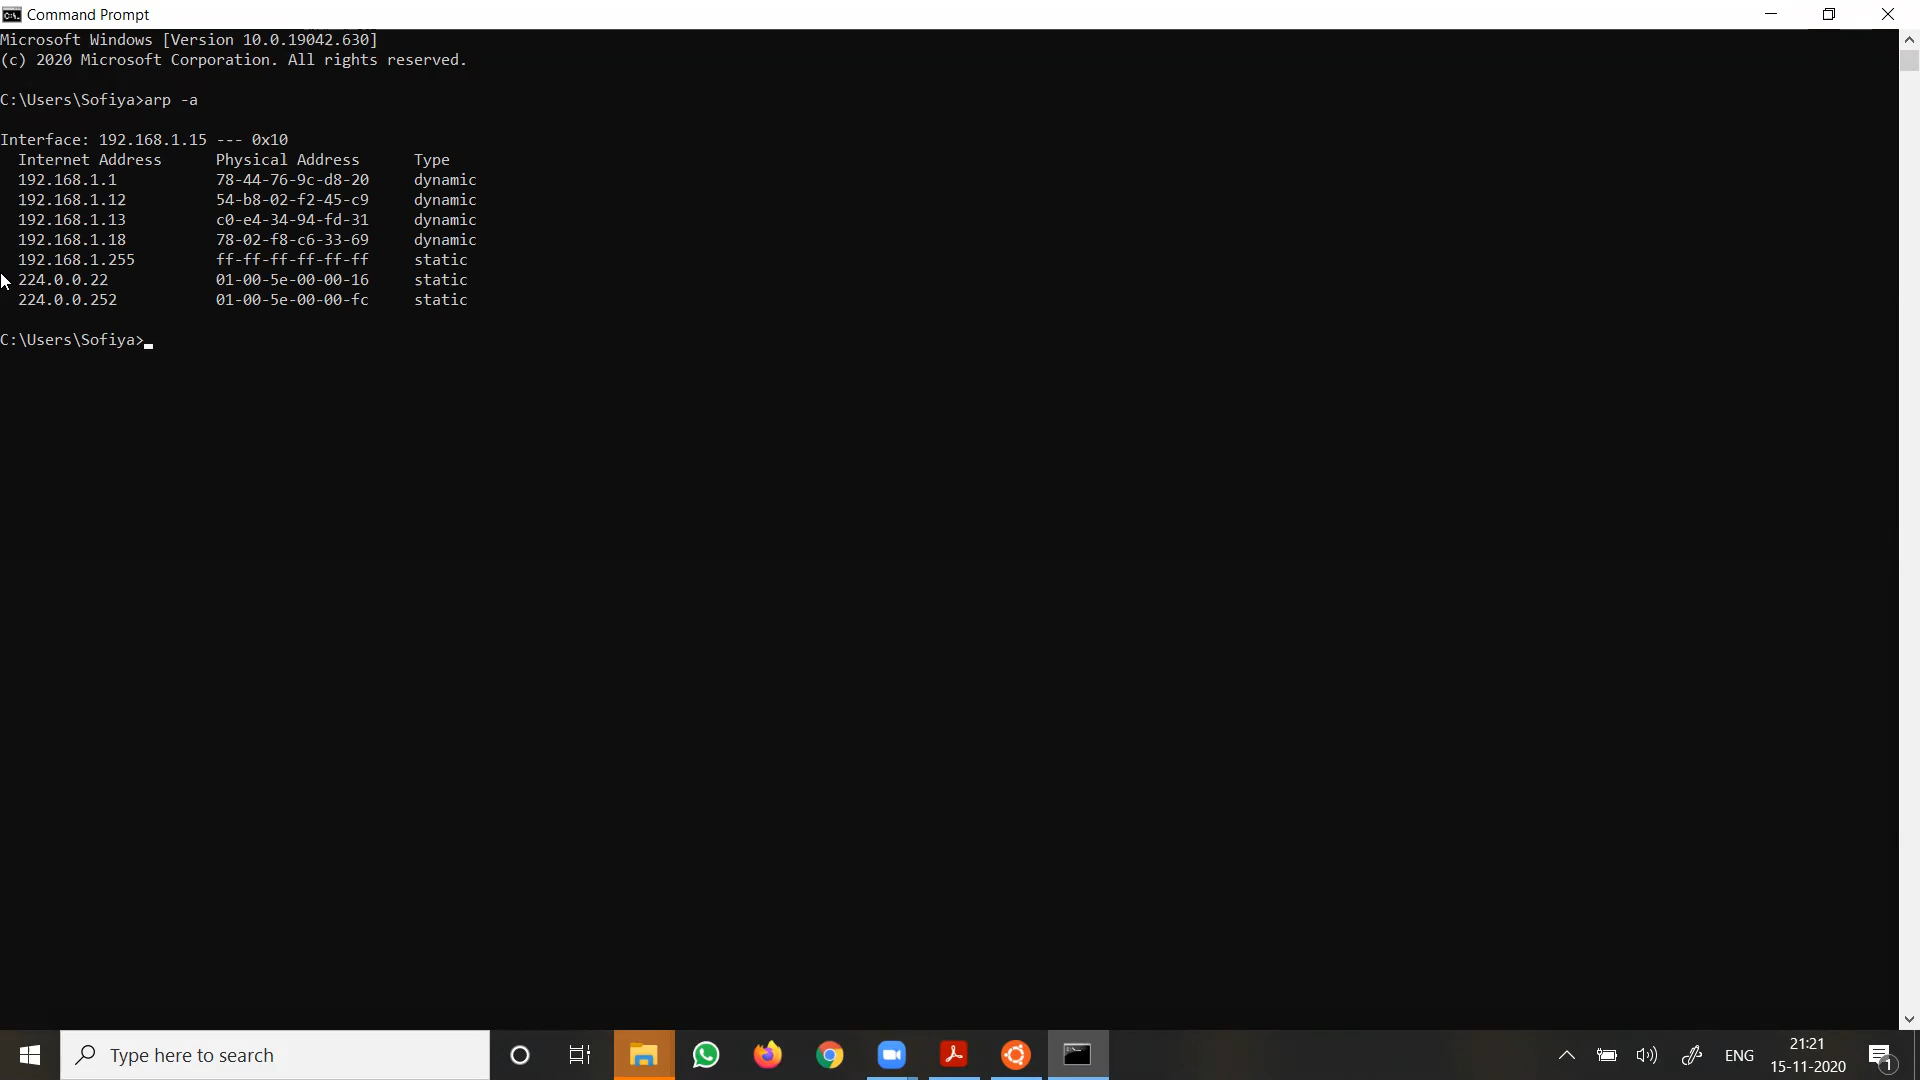 Command Prompt
Microsoft Windows [Version 10.0.19042.630]
(c) 2020 Microsoft Corporation. All rights reserved.
C:\Users\Sofiya>arp -a
Interface: 192.168.1.15 --- 0x10
Internet Address Physical Address Type
192.168.1.1 78-44-76-9c-d8-20 dynamic
192.168.1.12 54-b8-02-f2-45-c9 dynamic
192.168.1.13 c0-e4-34-94-fd-31 dynamic
192.168.1.18 78-02-f8-c6-33-69 dynamic
192.168.1.255 ff-ff-ff-ff-ff-ff static
224.0.0.22 01-00-5e-00-00-16 static
224.0.0.252 01-00-5e-00-00-fc static
C:\Users\Sofiya>
Type here to search
ENG
21:21
15-11-2020
1